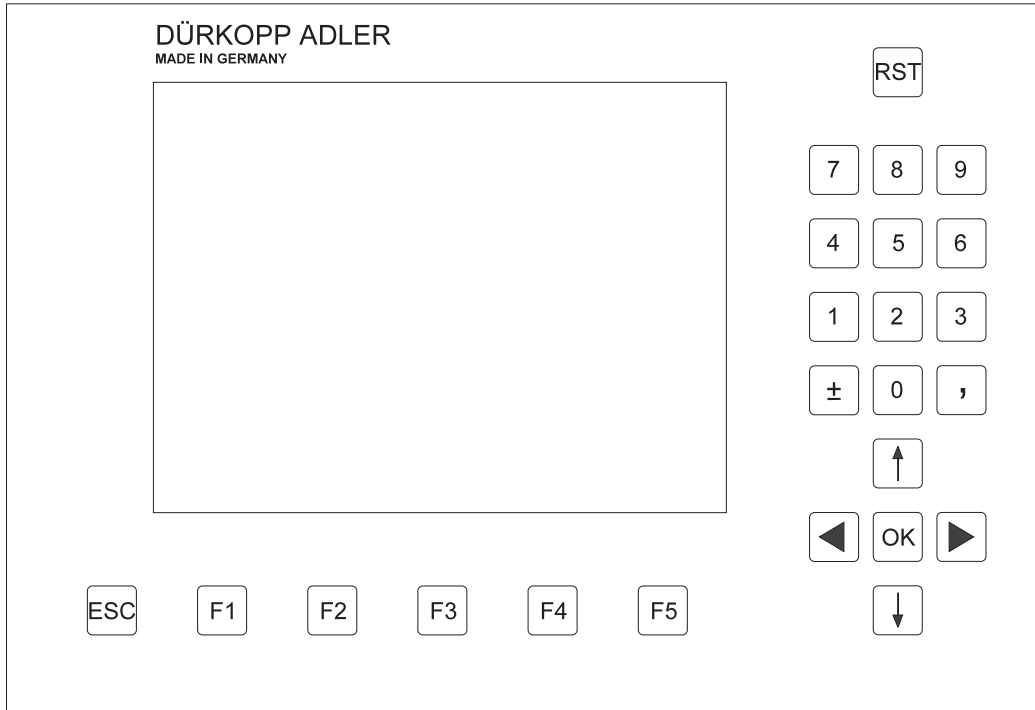 DÜRKOPP ADLER
MADE IN GERMANY
RST
7 8 9
4 5 6
1 2 3
± 0 ,
OK
ESC F1 F2 F3 F4 F5